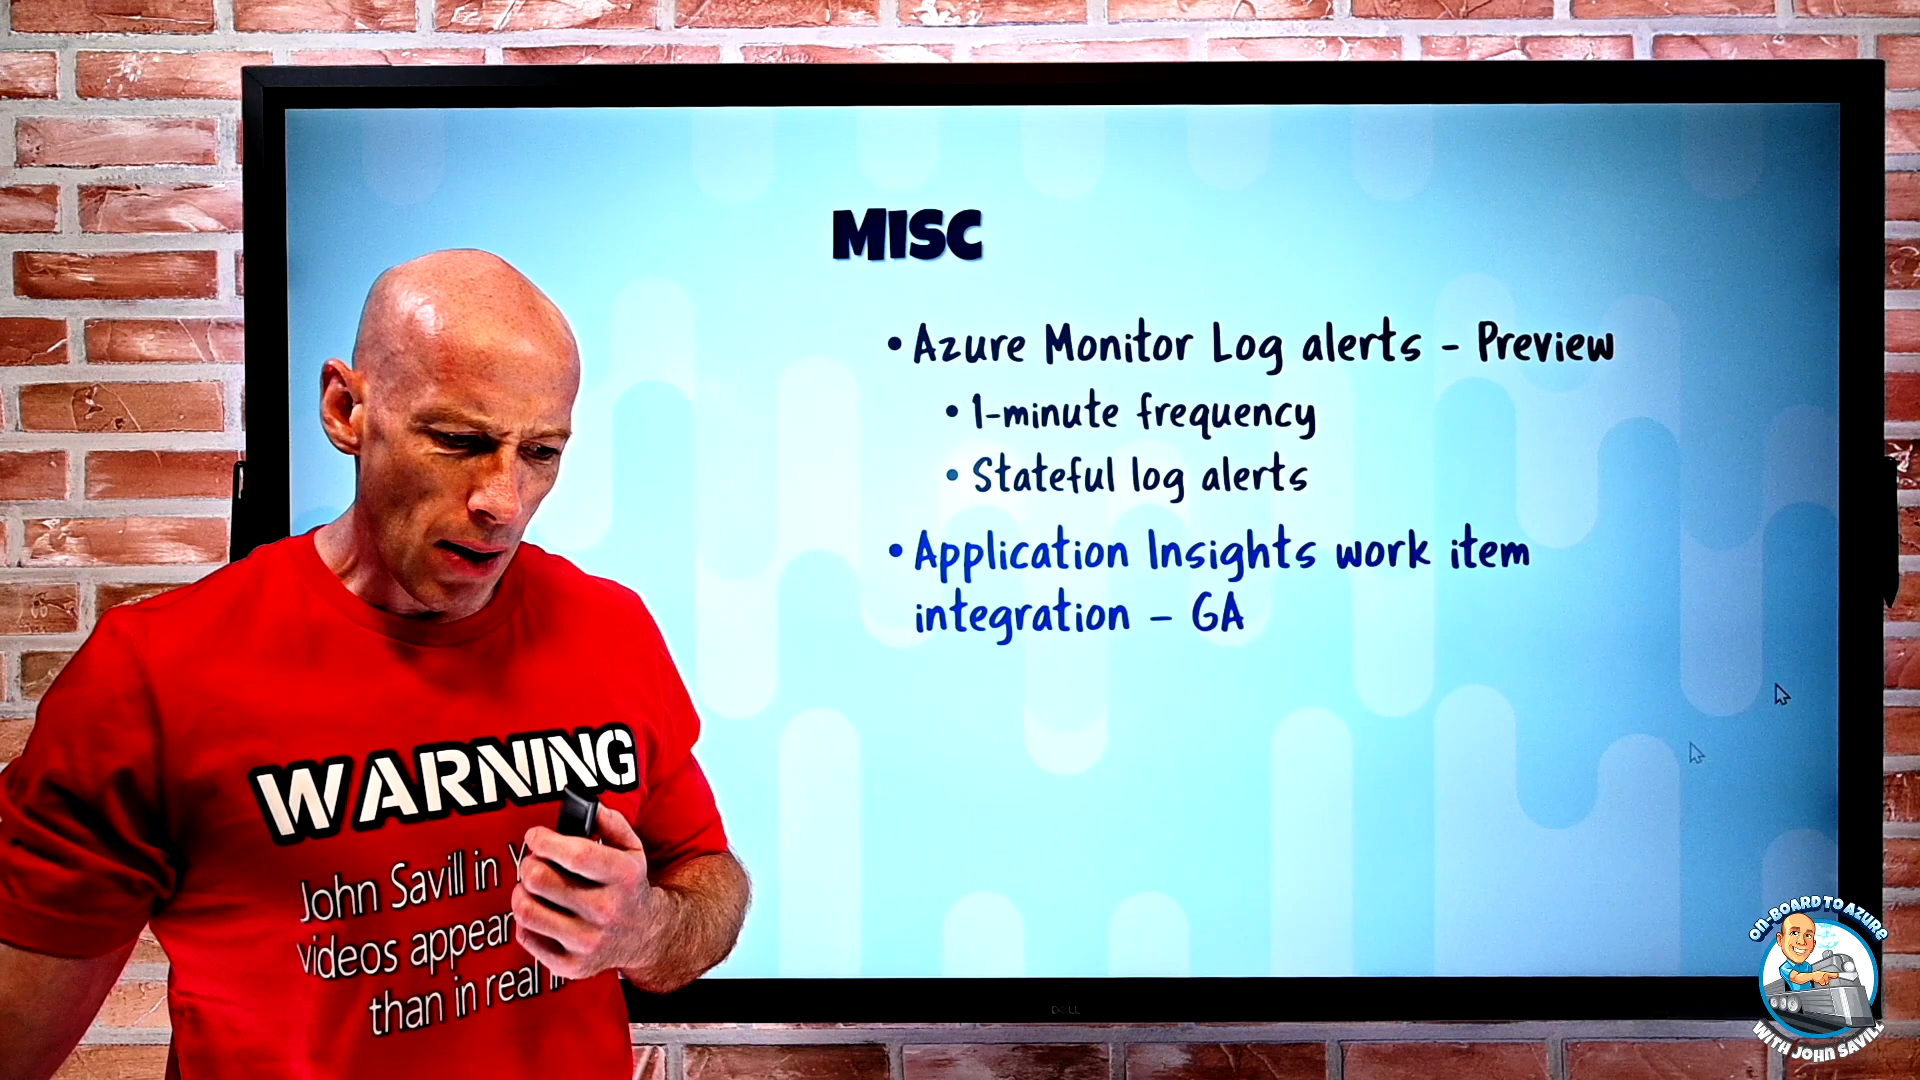 MISC
• Azure Monitor Log alerts - Preview
• 1-minute frequency
• Stateful log alerts
• Application Insights work item
integration – GA
WARNING
John Savill in
videos appear
than in real
DELL
ON-BOARD TO AZURE
WITH JOHN SAVILL